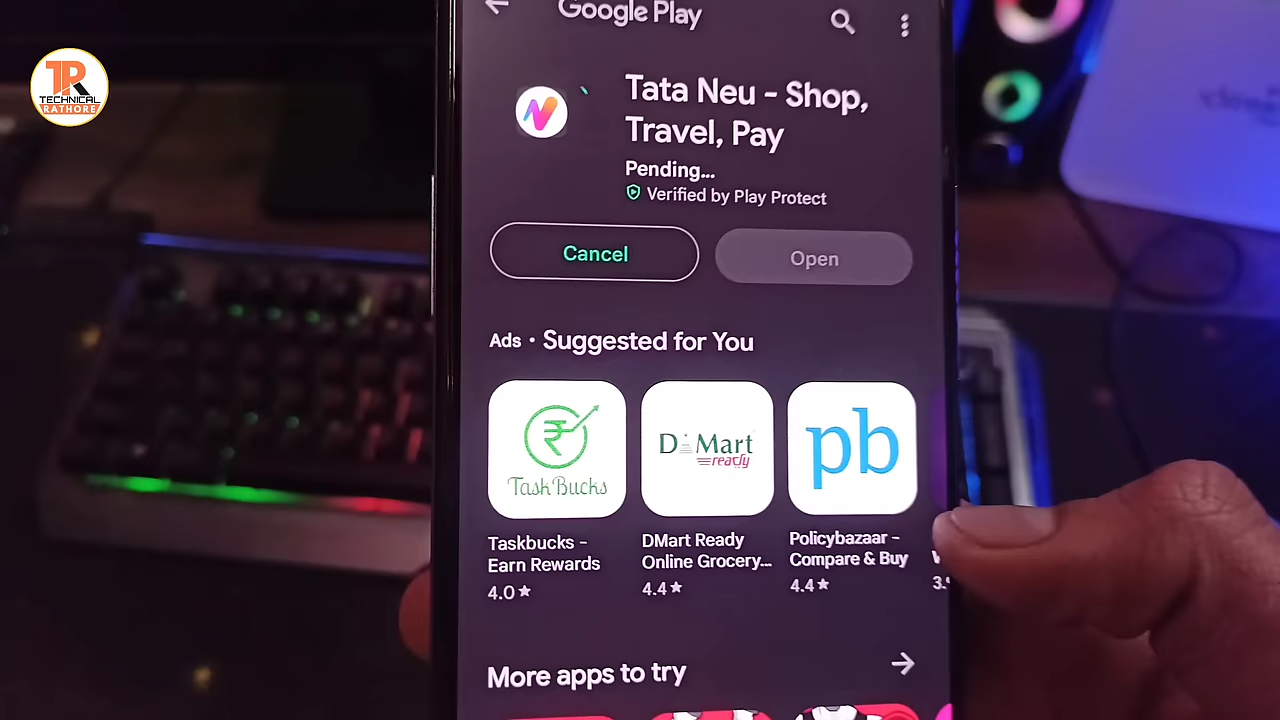 Google Play
TR
TECHNICAL
RATHORE
Tata Neu - Shop,
Travel, Pay
Pending...
Verified by Play Protect
Cancel
Open
Ads • Suggested for You
TaskBucks
DMart
ready
pb
Taskbucks -
Earn Rewards
4.0★
DMart Ready
Online Grocery...
4.4★
Policybazaar -
Compare & Buy
4.4★
More apps to try